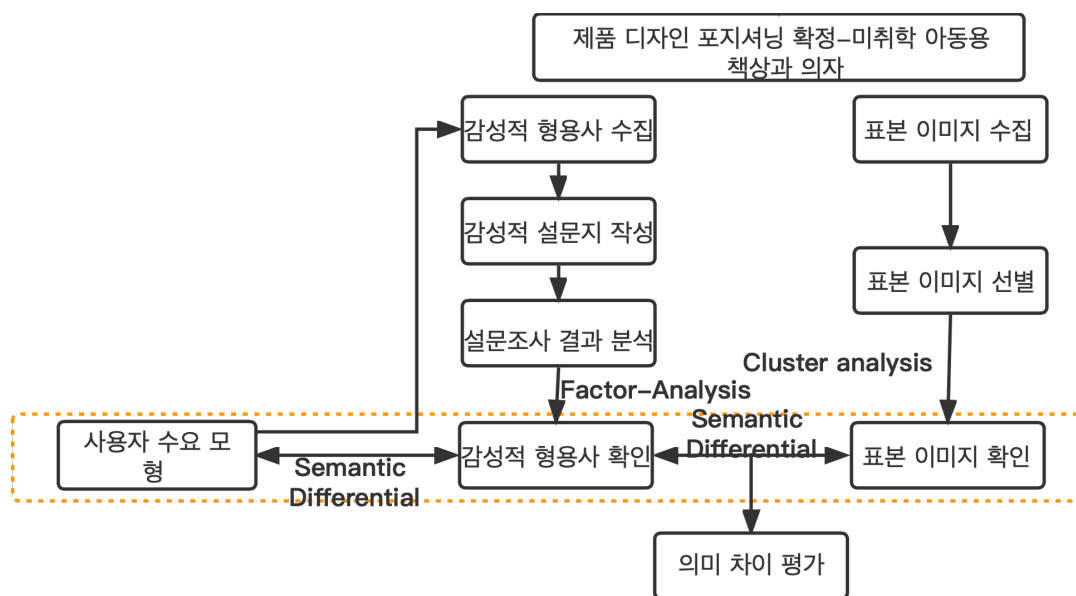 제품 디자인 포지셔닝 확정–미취학 아동용
책상과 의자
감성적 형용사 수집
표본 이미지 수집
감성적 설문지 작성
표본 이미지 선별
설문조사 결과 분석
Cluster analysis
Factor–Analysis
Semantic
Differential
사용자 수요 모
형
감성적 형용사 확인
표본 이미지 확인
Semantic
Differential
의미 차이 평가